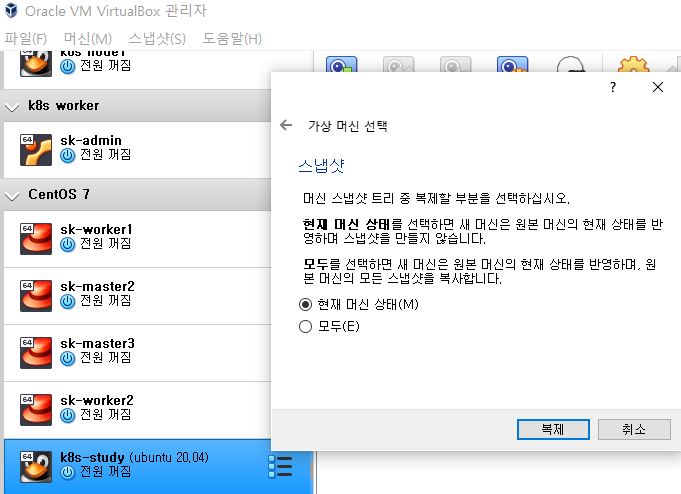 Oracle VM VirtualBox 관리자
파일(F) 머신(M) 스냅샷(S) 도움말(H)
k8s node1
전원 꺼짐
k8s worker
64
sk-admin
전원 꺼짐
CentOS 7
64
sk-worker1
전원 꺼짐
64
sk-master2
전원 꺼짐
64
sk-master3
전원 꺼짐
64
sk-worker2
전원 꺼짐
64
k8s-study (ubuntu 20.04)
전원 꺼짐
?
가상 머신 선택
스냅샷
머신 스냅샷 트리 중 복제할 부분을 선택하십시오.
현재 머신 상태를 선택하면 새 머신은 원본 머신의 현재 상태를 반
영하며 스냅샷을 만들지 않습니다.
모두를 선택하면 새 머신은 원본 머신의 현재 상태를 반영하며, 원
본 머신의 모든 스냅샷을 복사합니다.
현재 머신 상태(M)
모두(E)
복제 취소